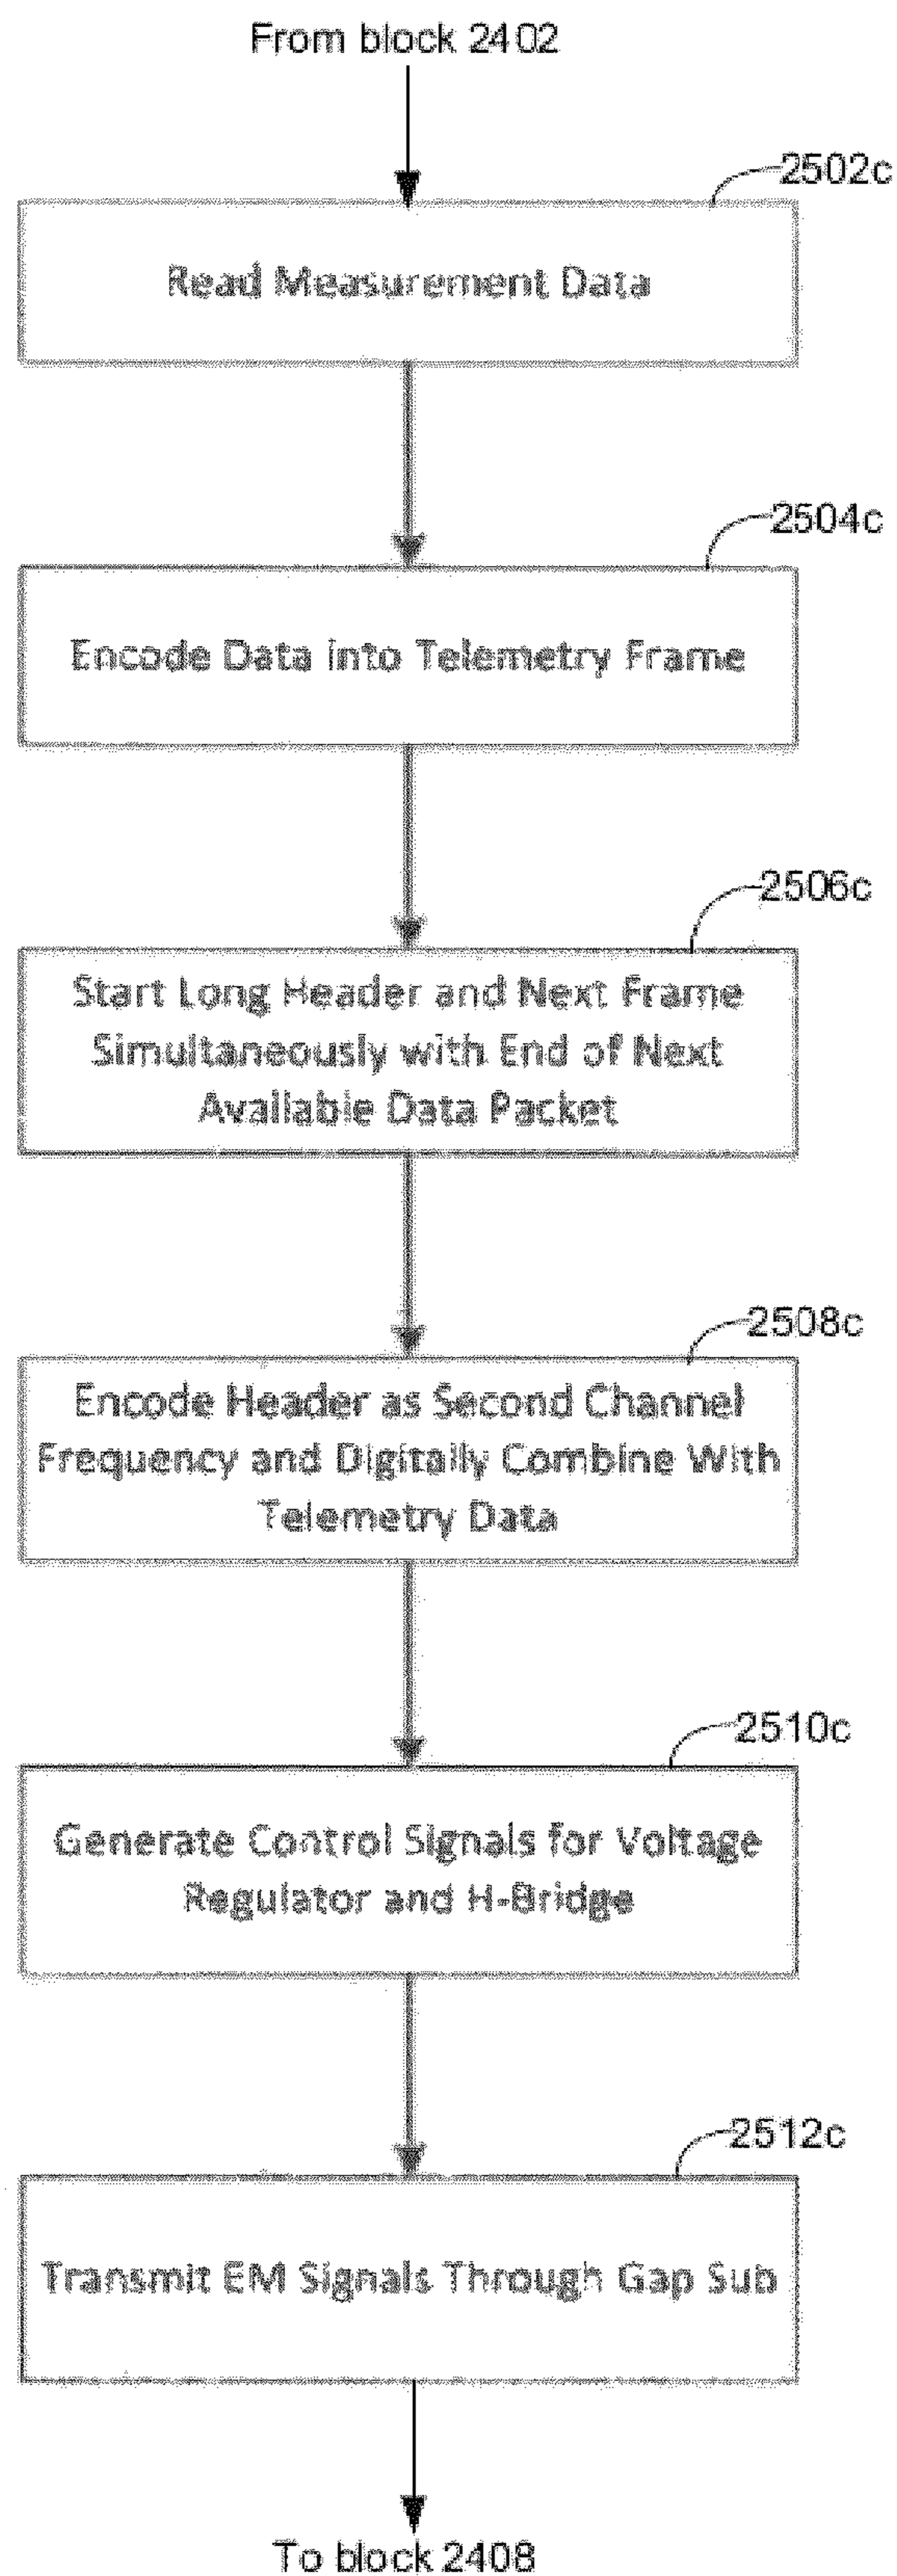 From block 2402
2502c
Read Measurement Data
2504c
Encode Data into Telemetry Frame
2506c
Start Long Header and Next Frame
Simultaneously with End of Next
Available Data Packet
2508c
Encode Header as Second Channel
Frequency and Digitally Combine With
Telemetry Data
2510c
Generate Control Signals for Voltage
Regulator and H-Bridge
2512c
Transmit EM Signals Through Gap Sub
To block 2408